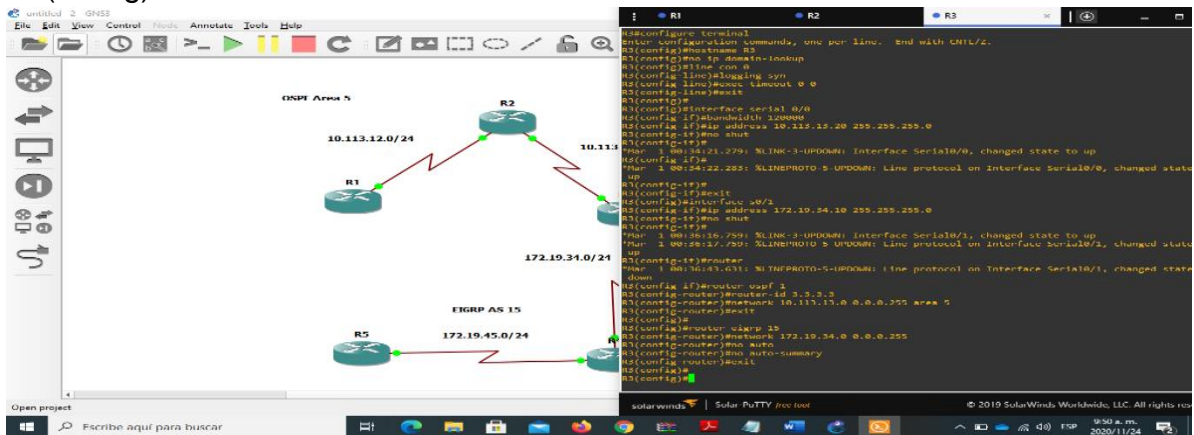 untitled 2 GNS3
File Edit View Control Node Annotate Tools Help
OSPF Area 5
R2
10.113.12.0/24
10.113
R1
172.19.34.0/24
EIGRP AS 15
R5
172.19.45.0/24
R
Open project
Escribe aquí para buscar
R1
R2
R3
R3#configure terminal
Enter configuration commands, one per line. End with CNTL/Z.
R3(config)#hostname R3
R3(config)#no ip domain-lookup
R3(config)#line con 0
R3(config-line)#logging syn
R3(config-line)#exec timeout 0 0
R3(config-line)#exit
R3(config)#
R3(config)#interface serial 0/0
R3(config-if)#bandwidth 128000
R3(config-if)#ip address 10.113.13.20 255.255.255.0
R3(config-if)#no shut
R3(config-if)#
*Mar 1 00:34:21.279: %LINK-3-UPDOWN: Interface Serial0/0, changed state to up
R3(config-if)#
*Mar 1 00:34:22.283: %LINEPROTO-5-UPDOWN: Line protocol on Interface Serial0/0, changed state
up
R3(config-if)#
R3(config-if)#exit
R3(config)#interface s0/1
R3(config-if)#ip address 172.19.34.10 255.255.255.0
R3(config-if)#no shut
R3(config-if)#
*Mar 1 00:36:16.759: %LINK-3-UPDOWN: Interface Serial0/1, changed state to up
*Mar 1 00:36:17.759: %LINEPROTO-5-UPDOWN: Line protocol on Interface Serial0/1, changed state
up
R3(config-if)#router
*Mar 1 00:36:43.631: %LINEPROTO-5-UPDOWN: Line protocol on Interface Serial0/1, changed state
down
R3(config-if)#router ospf 1
R3(config-router)#router-id 3.3.3.3
R3(config-router)#network 10.113.13.0 0.0.0.255 area 5
R3(config-router)#exit
R3(config)#
R3(config)#router eigrp 15
R3(config-router)#network 172.19.34.0 0.0.0.255
R3(config-router)#no auto
R3(config-router)#no auto-summary
R3(config-router)#exit
R3(config)#
R3(config)#
solarwinds Solar-PuTTY free tool
© 2019 SolarWinds Worldwide, LLC. All rights res
ESP
9:50 a. m.
2020/11/24